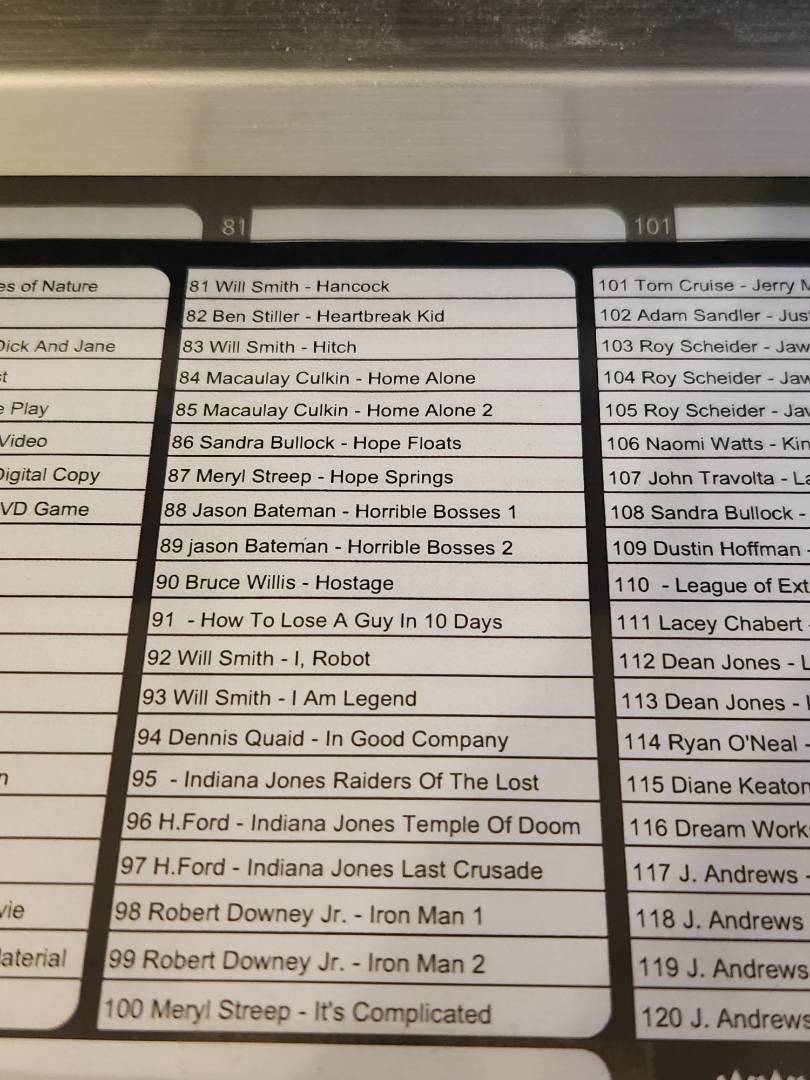 81
101
es of Nature
Dick And Jane
st
e Play
Video
Digital Copy
VD Game
n
vie
aterial
81 Will Smith - Hancock
82 Ben Stiller - Heartbreak Kid
83 Will Smith - Hitch
84 Macaulay Culkin - Home Alone
85 Macaulay Culkin - Home Alone 2
86 Sandra Bullock - Hope Floats
87 Meryl Streep - Hope Springs
88 Jason Bateman - Horrible Bosses 1
89 jason Bateman - Horrible Bosses 2
90 Bruce Willis - Hostage
91 - How To Lose A Guy In 10 Days
92 Will Smith - I, Robot
93 Will Smith - I Am Legend
94 Dennis Quaid - In Good Company
95 - Indiana Jones Raiders Of The Lost
96 H.Ford - Indiana Jones Temple Of Doom
97 H.Ford - Indiana Jones Last Crusade
98 Robert Downey Jr. - Iron Man 1
99 Robert Downey Jr. - Iron Man 2
100 Meryl Streep - It's Complicated
101 Tom Cruise - Jerry M
102 Adam Sandler - Jus
103 Roy Scheider - Jaw
104 Roy Scheider - Jaw
105 Roy Scheider - Jaw
106 Naomi Watts - Kin
107 John Travolta - La
108 Sandra Bullock -
109 Dustin Hoffman -
110 - League of Ext
111 Lacey Chabert -
112 Dean Jones - L
113 Dean Jones -
114 Ryan O'Neal -
115 Diane Keaton
116 Dream Work
117 J. Andrews -
118 J. Andrews
119 J. Andrews
120 J. Andrews